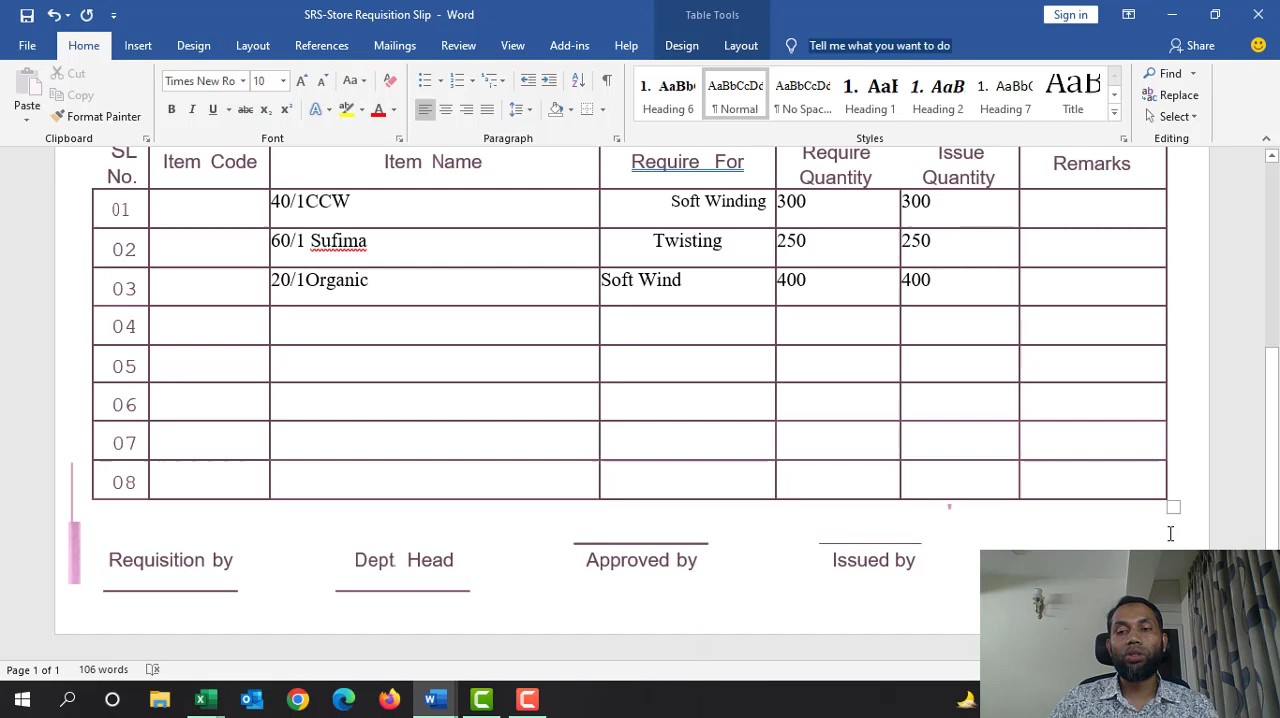 SRS-Store Requisition Slip - Word
Table Tools
Sign in
File Home Insert Design Layout References Mailings Review View Add-ins Help Design Layout Tell me what you want to do Share
Paste
Cut
Copy
Format Painter
Clipboard
Times New Ro 10
Font
Paragraph
1. AaBb( AaBbCcDd AaBbCcDd 1. AaI 1. AaB 1. AaBbC AaB
Heading 6 ¶ Normal ¶ No Spac... Heading 1 Heading 2 Heading 7 Title
Styles
Find
Replace
Select
Editing
SL No. Item Code Item Name Require For Require Quantity Issue Quantity Remarks
01 40/1CCW Soft Winding 300 300
02 60/1 Sufima Twisting 250 250
03 20/1Organic Soft Wind 400 400
04
05
06
07
08
Requisition by Dept Head Approved by Issued by
Page 1 of 1 106 words